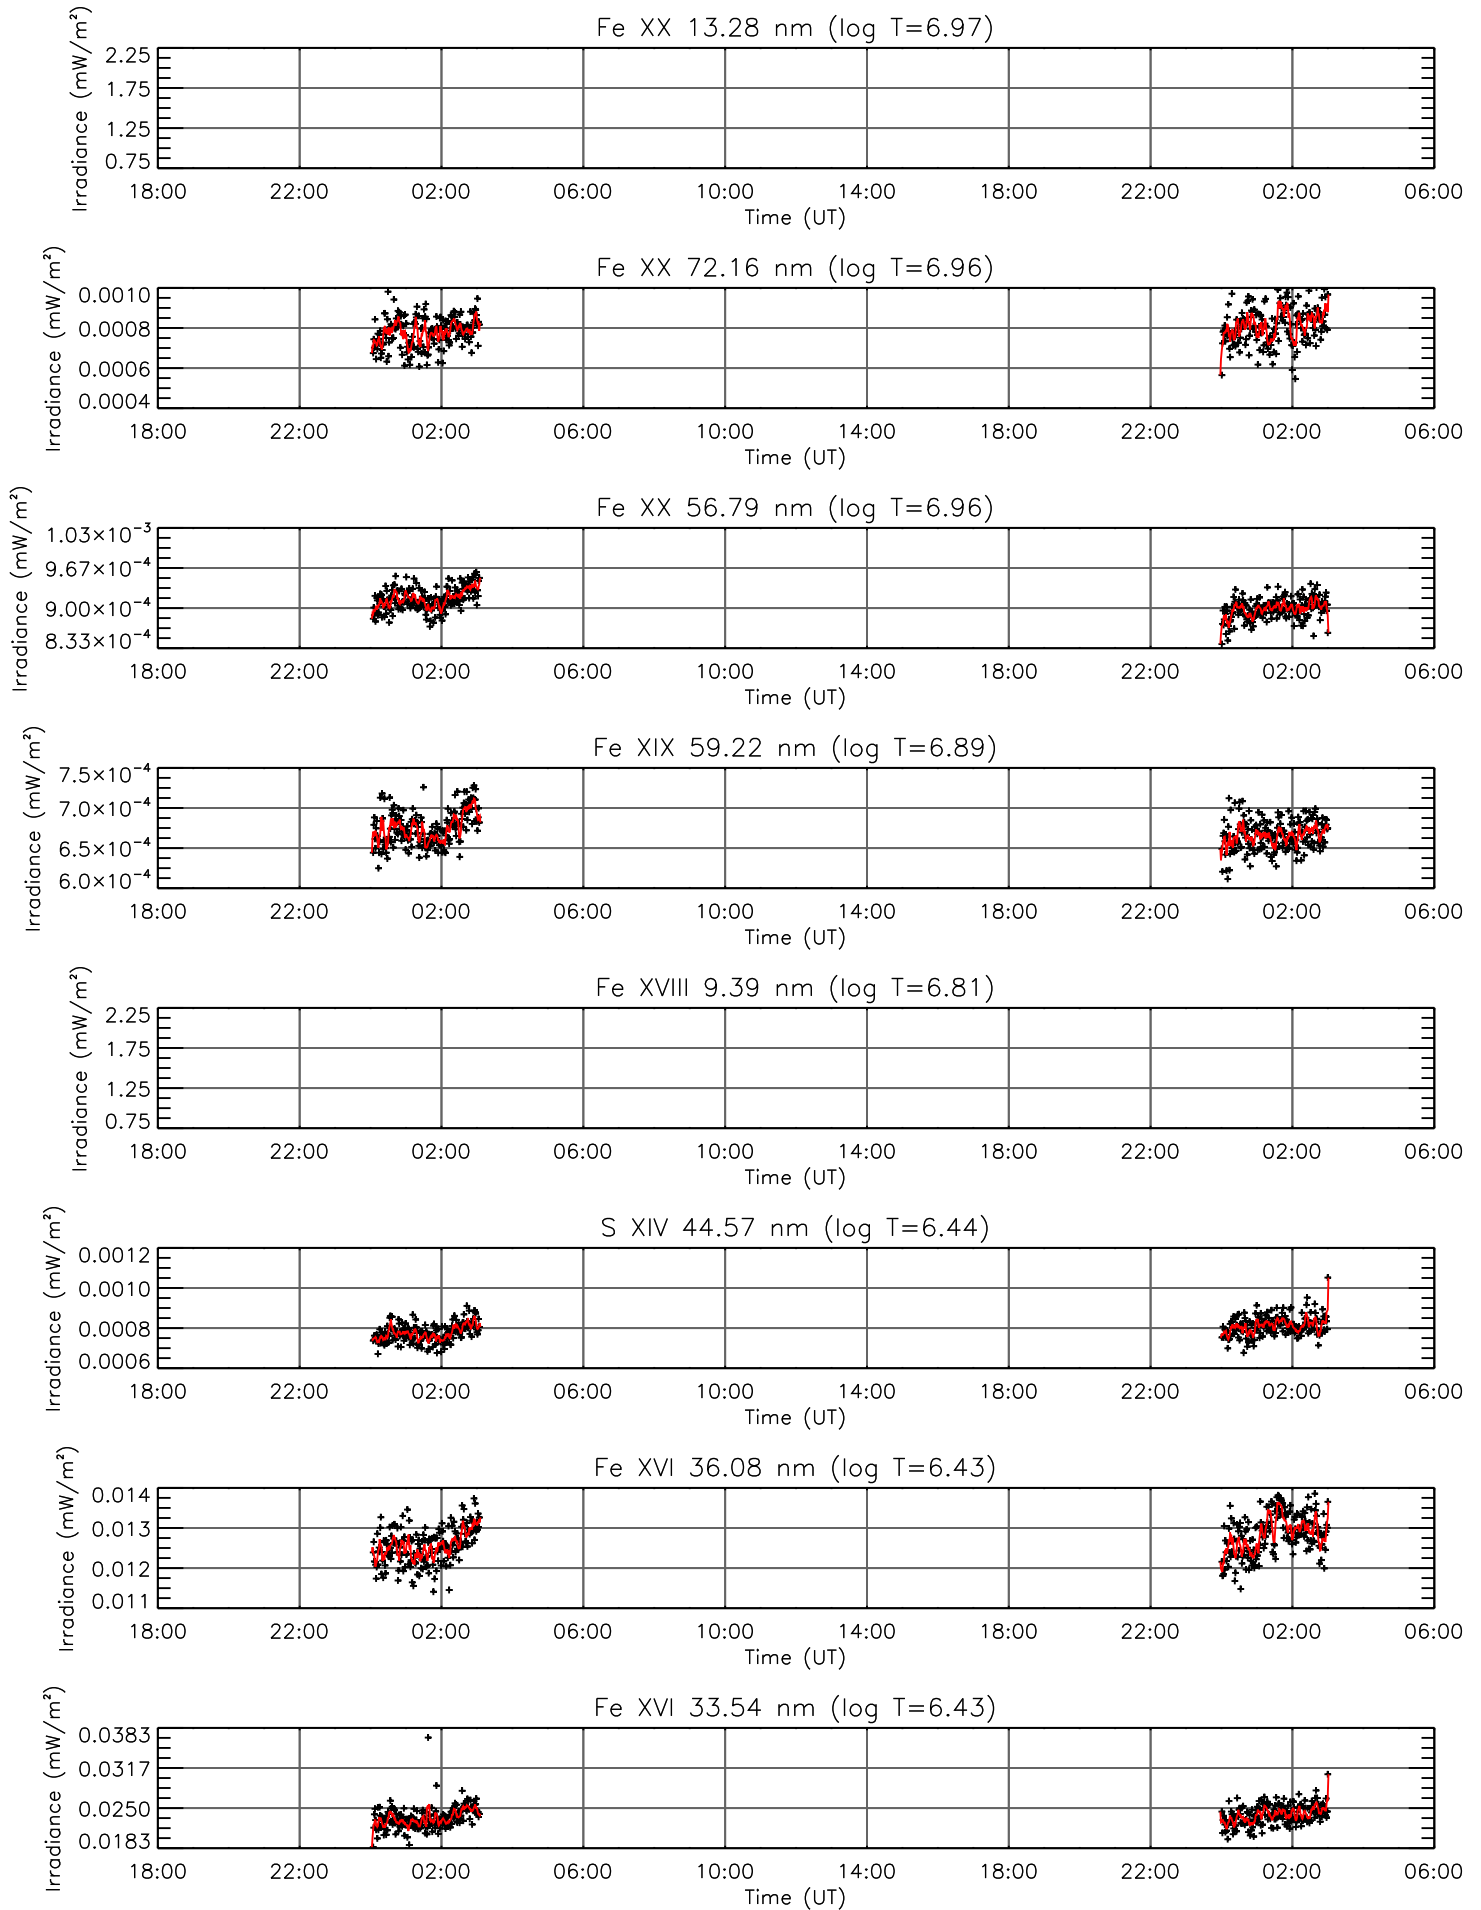 Fe XX 13.28 nm (log T=6.97)
Irradiance (mW/m²)
2.25
1.75
1.25
0.75
18:00 22:00 02:00 06:00 10:00 14:00 18:00 22:00 02:00 06:00
Time (UT)
Fe XX 72.16 nm (log T=6.96)
Irradiance (mW/m²)
0.0010
0.0008
0.0006
0.0004
18:00 22:00 02:00 06:00 10:00 14:00 18:00 22:00 02:00 06:00
Time (UT)
Fe XX 56.79 nm (log T=6.96)
Irradiance (mW/m²)
1.03×10⁻³
9.67×10⁻⁴
9.00×10⁻⁴
8.33×10⁻⁴
18:00 22:00 02:00 06:00 10:00 14:00 18:00 22:00 02:00 06:00
Time (UT)
Fe XIX 59.22 nm (log T=6.89)
Irradiance (mW/m²)
7.5×10⁻⁴
7.0×10⁻⁴
6.5×10⁻⁴
6.0×10⁻⁴
18:00 22:00 02:00 06:00 10:00 14:00 18:00 22:00 02:00 06:00
Time (UT)
Fe XVIII 9.39 nm (log T=6.81)
Irradiance (mW/m²)
2.25
1.75
1.25
0.75
18:00 22:00 02:00 06:00 10:00 14:00 18:00 22:00 02:00 06:00
Time (UT)
S XIV 44.57 nm (log T=6.44)
Irradiance (mW/m²)
0.0012
0.0010
0.0008
0.0006
18:00 22:00 02:00 06:00 10:00 14:00 18:00 22:00 02:00 06:00
Time (UT)
Fe XVI 36.08 nm (log T=6.43)
Irradiance (mW/m²)
0.014
0.013
0.012
0.011
18:00 22:00 02:00 06:00 10:00 14:00 18:00 22:00 02:00 06:00
Time (UT)
Fe XVI 33.54 nm (log T=6.43)
Irradiance (mW/m²)
0.0383
0.0317
0.0250
0.0183
18:00 22:00 02:00 06:00 10:00 14:00 18:00 22:00 02:00 06:00
Time (UT)